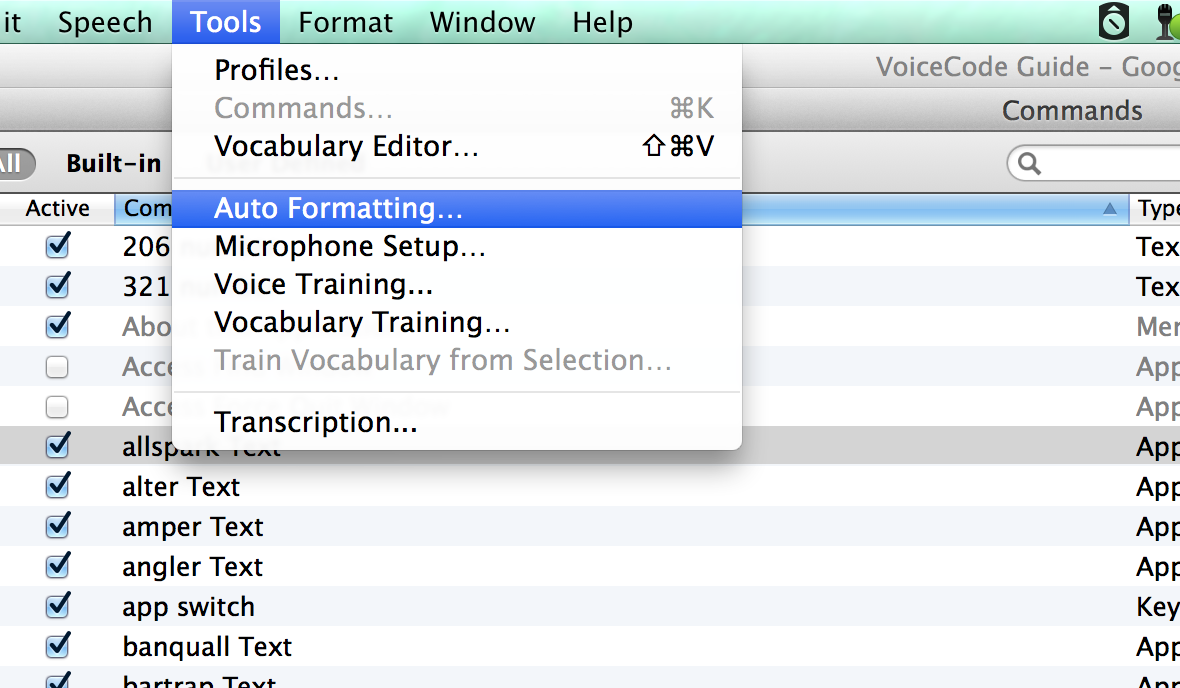 it Speech Tools Format Window Help
VoiceCode Guide – Goog
Commands
Profiles...
Commands... ⌘K
Vocabulary Editor... ⇧⌘V
Auto Formatting...
Microphone Setup...
Voice Training...
Vocabulary Training...
Train Vocabulary from Selection...
Transcription...
All Built-in
Active Com Type
206 Tex
321 Tex
Abo Men
Acce App
Acce App
allspark Text App
alter Text App
amper Text App
angler Text App
app switch Key
banquall Text App
bartrap Text App